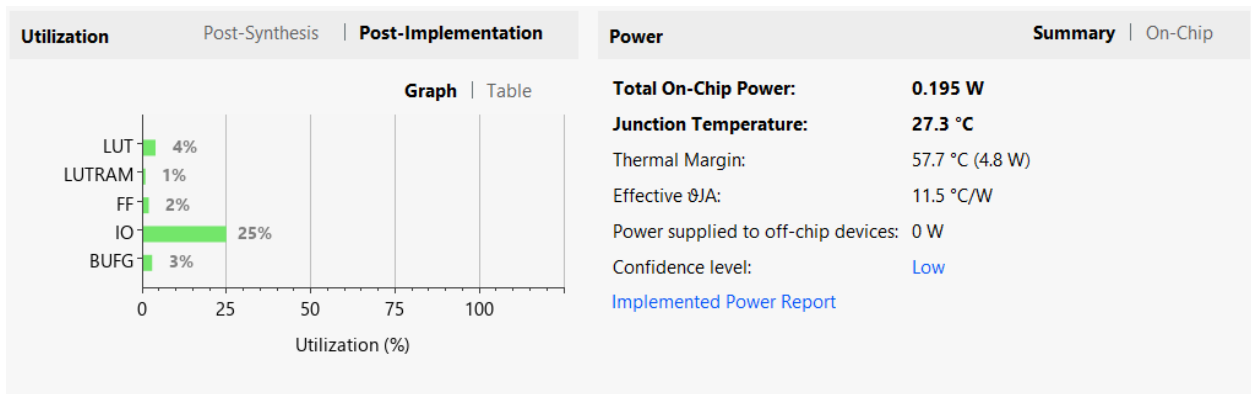 Utilization Post-Synthesis | Post-Implementation
Graph | Table
LUT 4%
LUTRAM 1%
FF 2%
IO 25%
BUFG 3%
0 25 50 75 100
Utilization (%)
Power Summary | On-Chip
Total On-Chip Power: 0.195 W
Junction Temperature: 27.3 °C
Thermal Margin: 57.7 °C (4.8 W)
Effective ϑJA: 11.5 °C/W
Power supplied to off-chip devices: 0 W
Confidence level: Low
Implemented Power Report